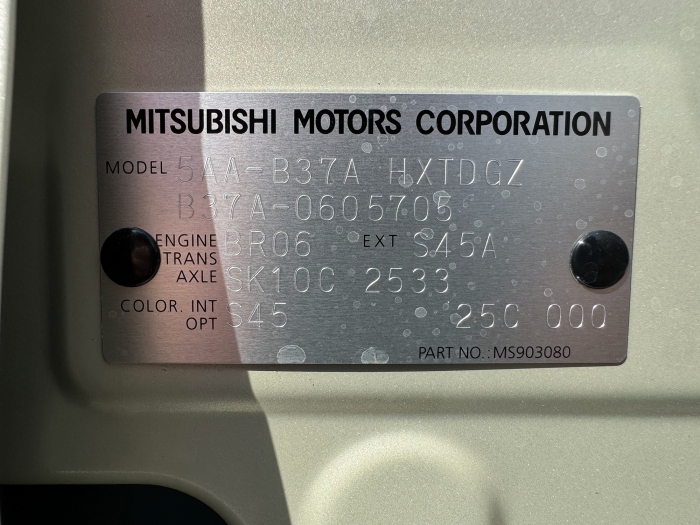 MITSUBISHI MOTORS CORPORATION
MODEL 5AA-B37A HXTDGZ
B37A-0605705
ENGINE BR06 EXT S45A
TRANS
AXLE SK10C 2533
COLOR. INT S45 25C 000
OPT
PART NO.:MS903080